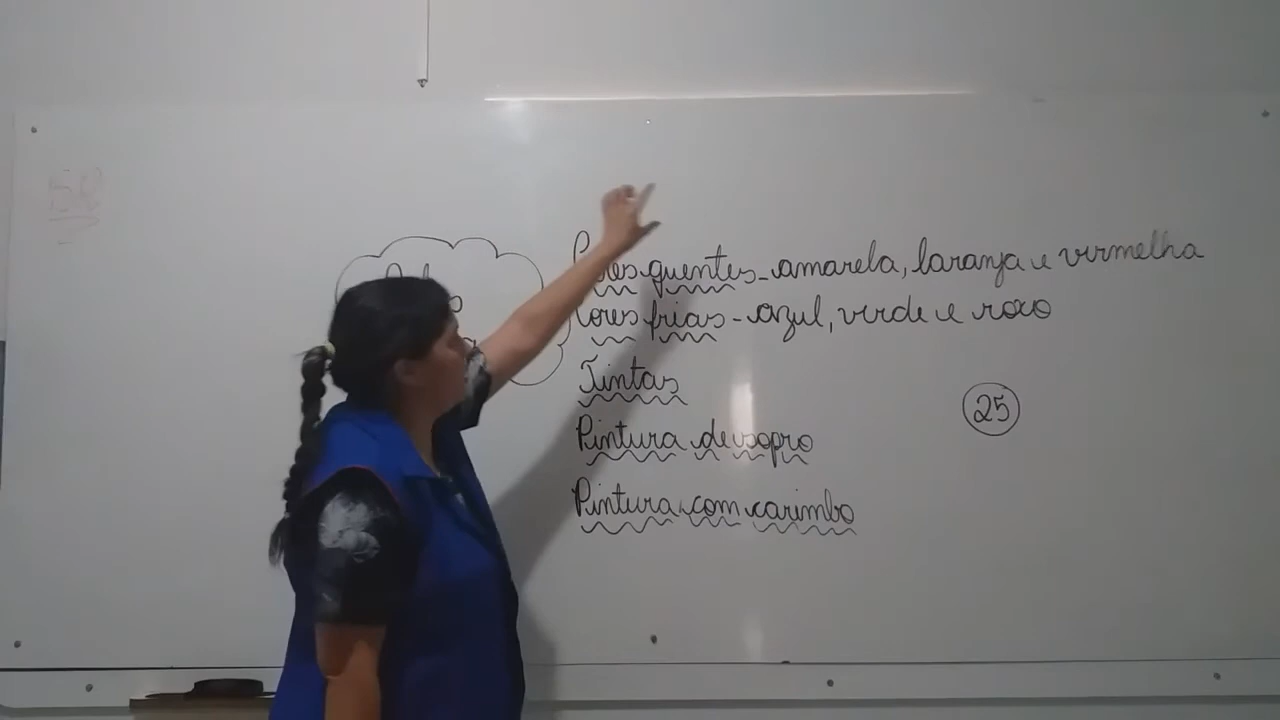 Cores quentes - amarela, laranja e vermelha
Cores frias - azul, verde e roxo
Tintas
25
Pintura de sopro
Pintura com carimbo